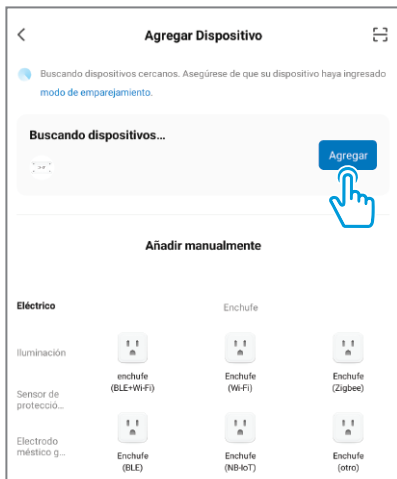 Agregar Dispositivo
Buscando dispositivos cercanos. Asegúrese de que su dispositivo haya ingresado
modo de emparejamiento.
Buscando dispositivos...
Agregar
Añadir manualmente
Eléctrico
Enchufe
Iluminación
enchufe
(BLE+Wi-Fi)
Enchufe
(Wi-Fi)
Enchufe
(Zigbee)
Sensor de
protecció...
Electrodo
méstico g...
Enchufe
(BLE)
Enchufe
(NB-IoT)
Enchufe
(otro)